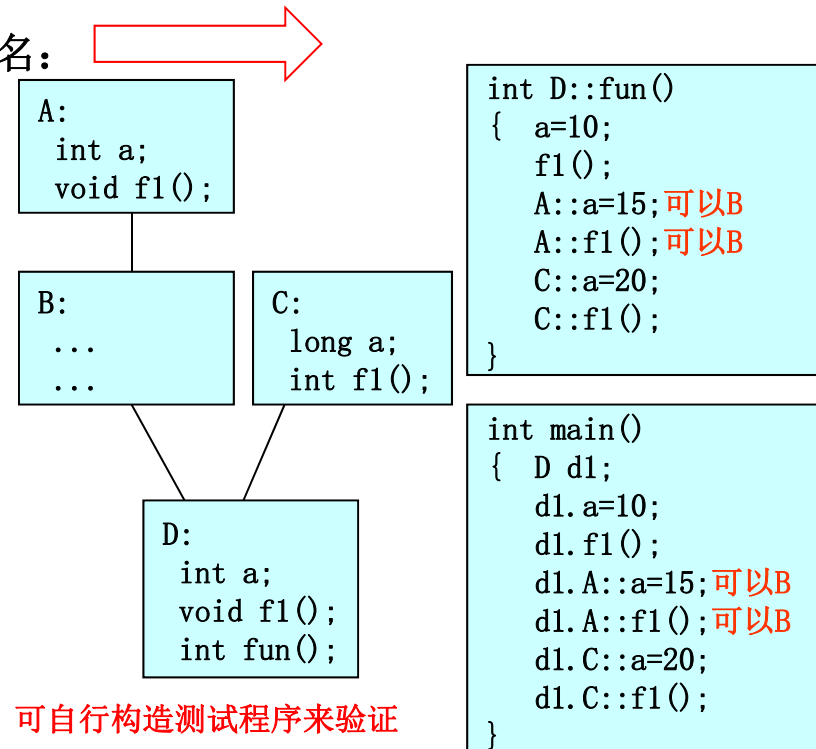 名：
A:
int a;
void f1();
B:
...
...
C:
long a;
int f1();
D:
int a;
void f1();
int fun();
可自行构造测试程序来验证
int D::fun()
{ a=10;
f1();
A::a=15;可以B
A::f1();可以B
C::a=20;
C::f1();
}
int main()
{ D d1;
d1.a=10;
d1.f1();
d1.A::a=15;可以B
d1.A::f1();可以B
d1.C::a=20;
d1.C::f1();
}